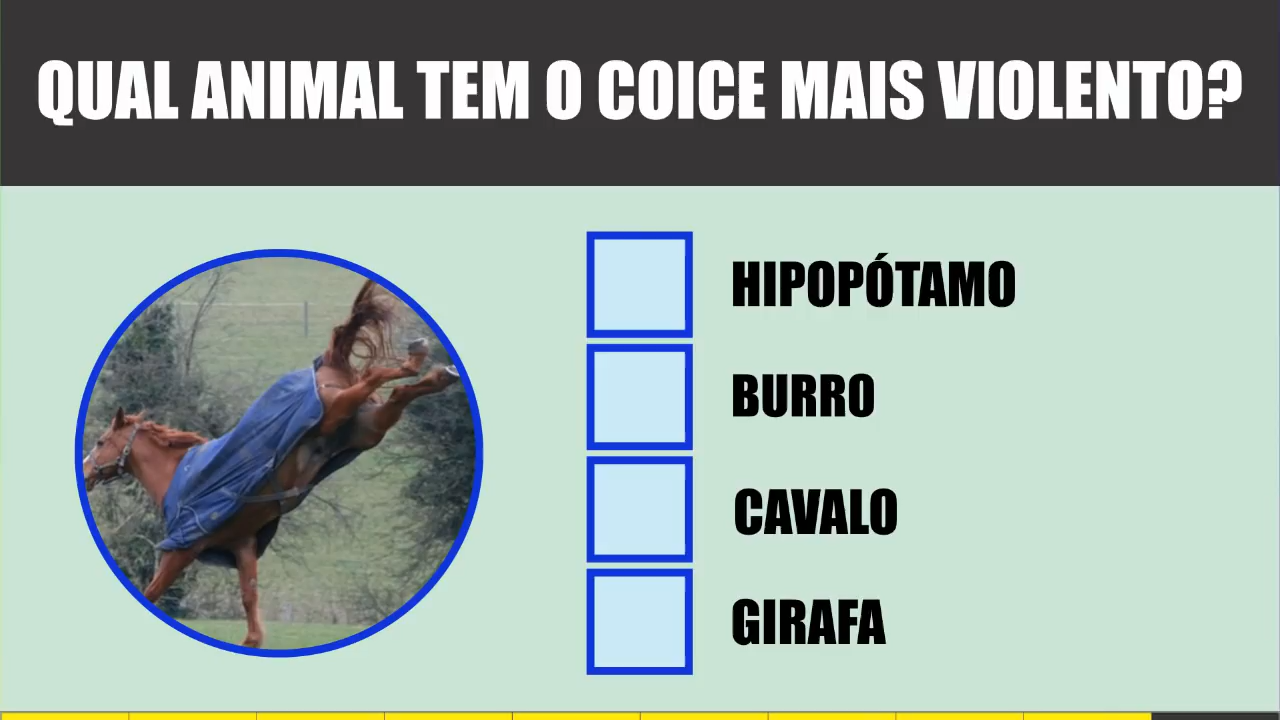 QUAL ANIMAL TEM O COICE MAIS VIOLENTO?
HIPOPÓTAMO
BURRO
CAVALO
GIRAFA